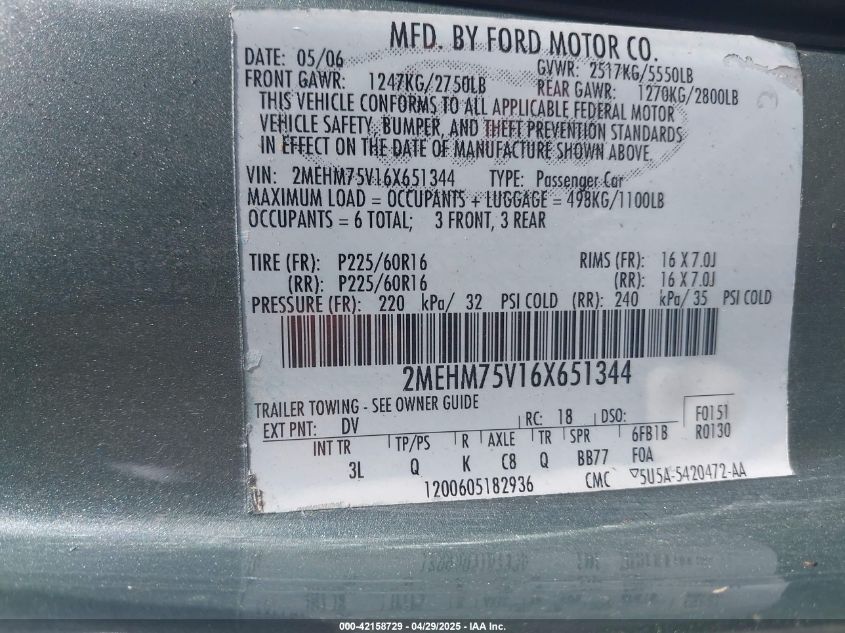 MFD. BY FORD MOTOR CO.
DATE: 05/06 GVWR: 2517KG/5550LB
FRONT GAWR: 1247KG/2750LB REAR GAWR: 1270KG/2800LB
THIS VEHICLE CONFORMS TO ALL APPLICABLE FEDERAL MOTOR
VEHICLE SAFETY, BUMPER, AND THEFT PREVENTION STANDARDS
IN EFFECT ON THE DATE OF MANUFACTURE SHOWN ABOVE.
VIN: 2MEHM75V16X651344 TYPE: Passenger Car
MAXIMUM LOAD = OCCUPANTS + LUGGAGE = 498KG/1100LB
OCCUPANTS = 6 TOTAL; 3 FRONT, 3 REAR
TIRE (FR): P225/60R16 RIMS (FR): 16 X 7.0J
(RR): P225/60R16 (RR): 16 X 7.0J
PRESSURE (FR): 220 kPa/ 32 PSI COLD (RR): 240 kPa/ 35 PSI COLD
2MEHM75V16X651344
TRAILER TOWING - SEE OWNER GUIDE
EXT PNT: DV RC: 18 DSO: F0151
R0130
INT TR TP/PS R AXLE TR SPR 6FB1B
3L Q K C8 Q BB77 FOA
1200605182936 CMC ▽5U5A-5420472-AA
000-42158729 - 04/29/2025 - IAA Inc.